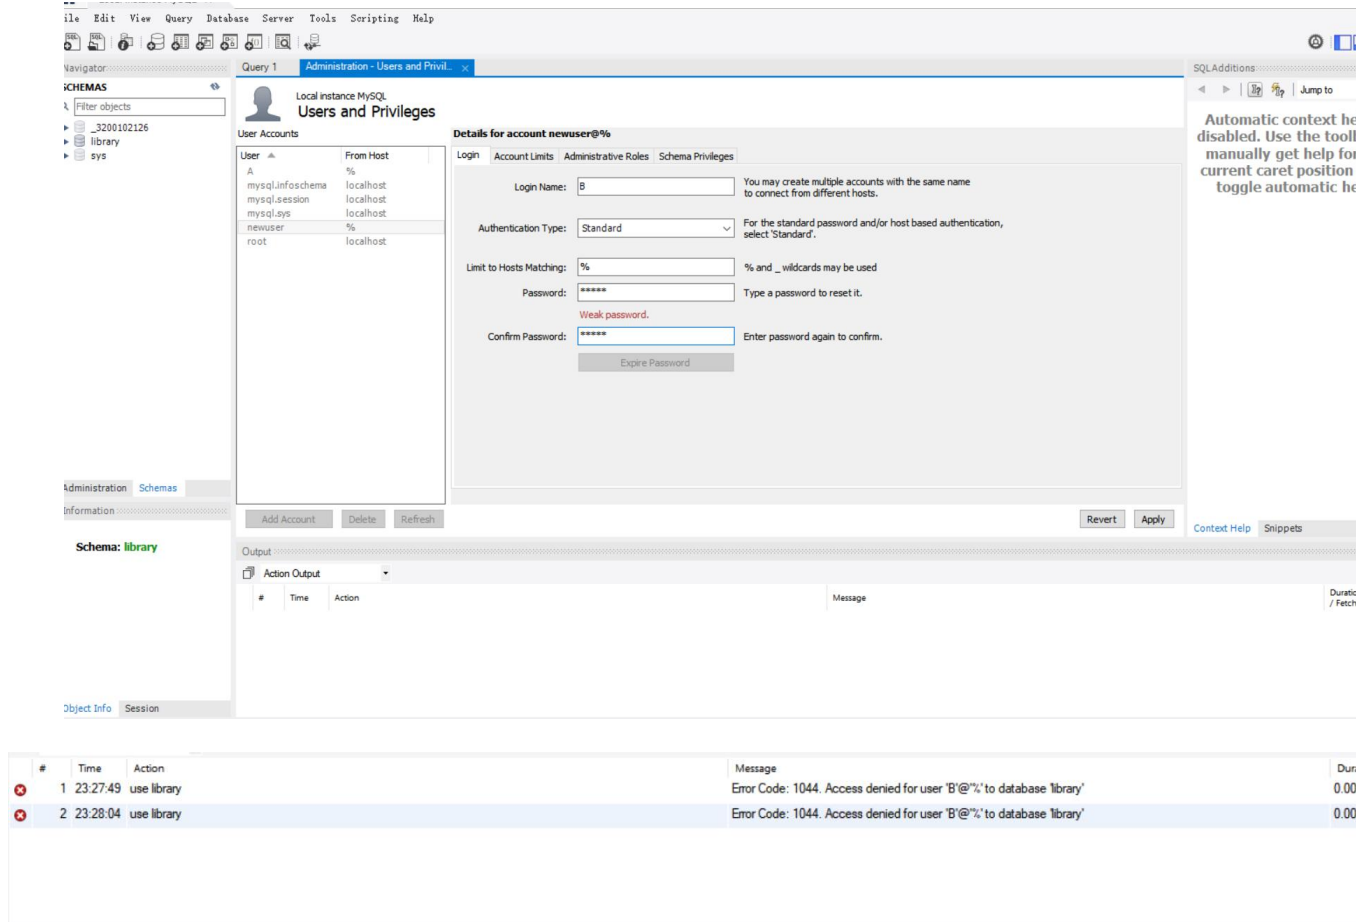 ile Edit View Query Database Server Tools Scripting Help
Navigator
Query 1 Administration - Users and Privil... ×
SQLAdditions
SCHEMAS
Filter objects
_3200102126
library
sys
Local instance MySQL
Users and Privileges
Jump to
Automatic context he
disabled. Use the tooll
manually get help for
current caret position
toggle automatic he
User Accounts
User From Host
A %
mysql.infoschema localhost
mysql.session localhost
mysql.sys localhost
newuser %
root localhost
Add Account Delete Refresh
Details for account newuser@%
Login Account Limits Administrative Roles Schema Privileges
Login Name: B You may create multiple accounts with the same name
to connect from different hosts.
Authentication Type: Standard For the standard password and/or host based authentication,
select 'Standard'.
Limit to Hosts Matching: % % and _ wildcards may be used
Password: ***** Type a password to reset it.
Weak password.
Confirm Password: ***** Enter password again to confirm.
Expire Password
Revert Apply
Administration Schemas
Information
Schema: library
Object Info Session
Context Help Snippets
Output
Action Output
# Time Action Message Duratio
/ Fetch
# Time Action Message Dura
1 23:27:49 use library Error Code: 1044. Access denied for user 'B'@'%' to database 'library' 0.00
2 23:28:04 use library Error Code: 1044. Access denied for user 'B'@'%' to database 'library' 0.00